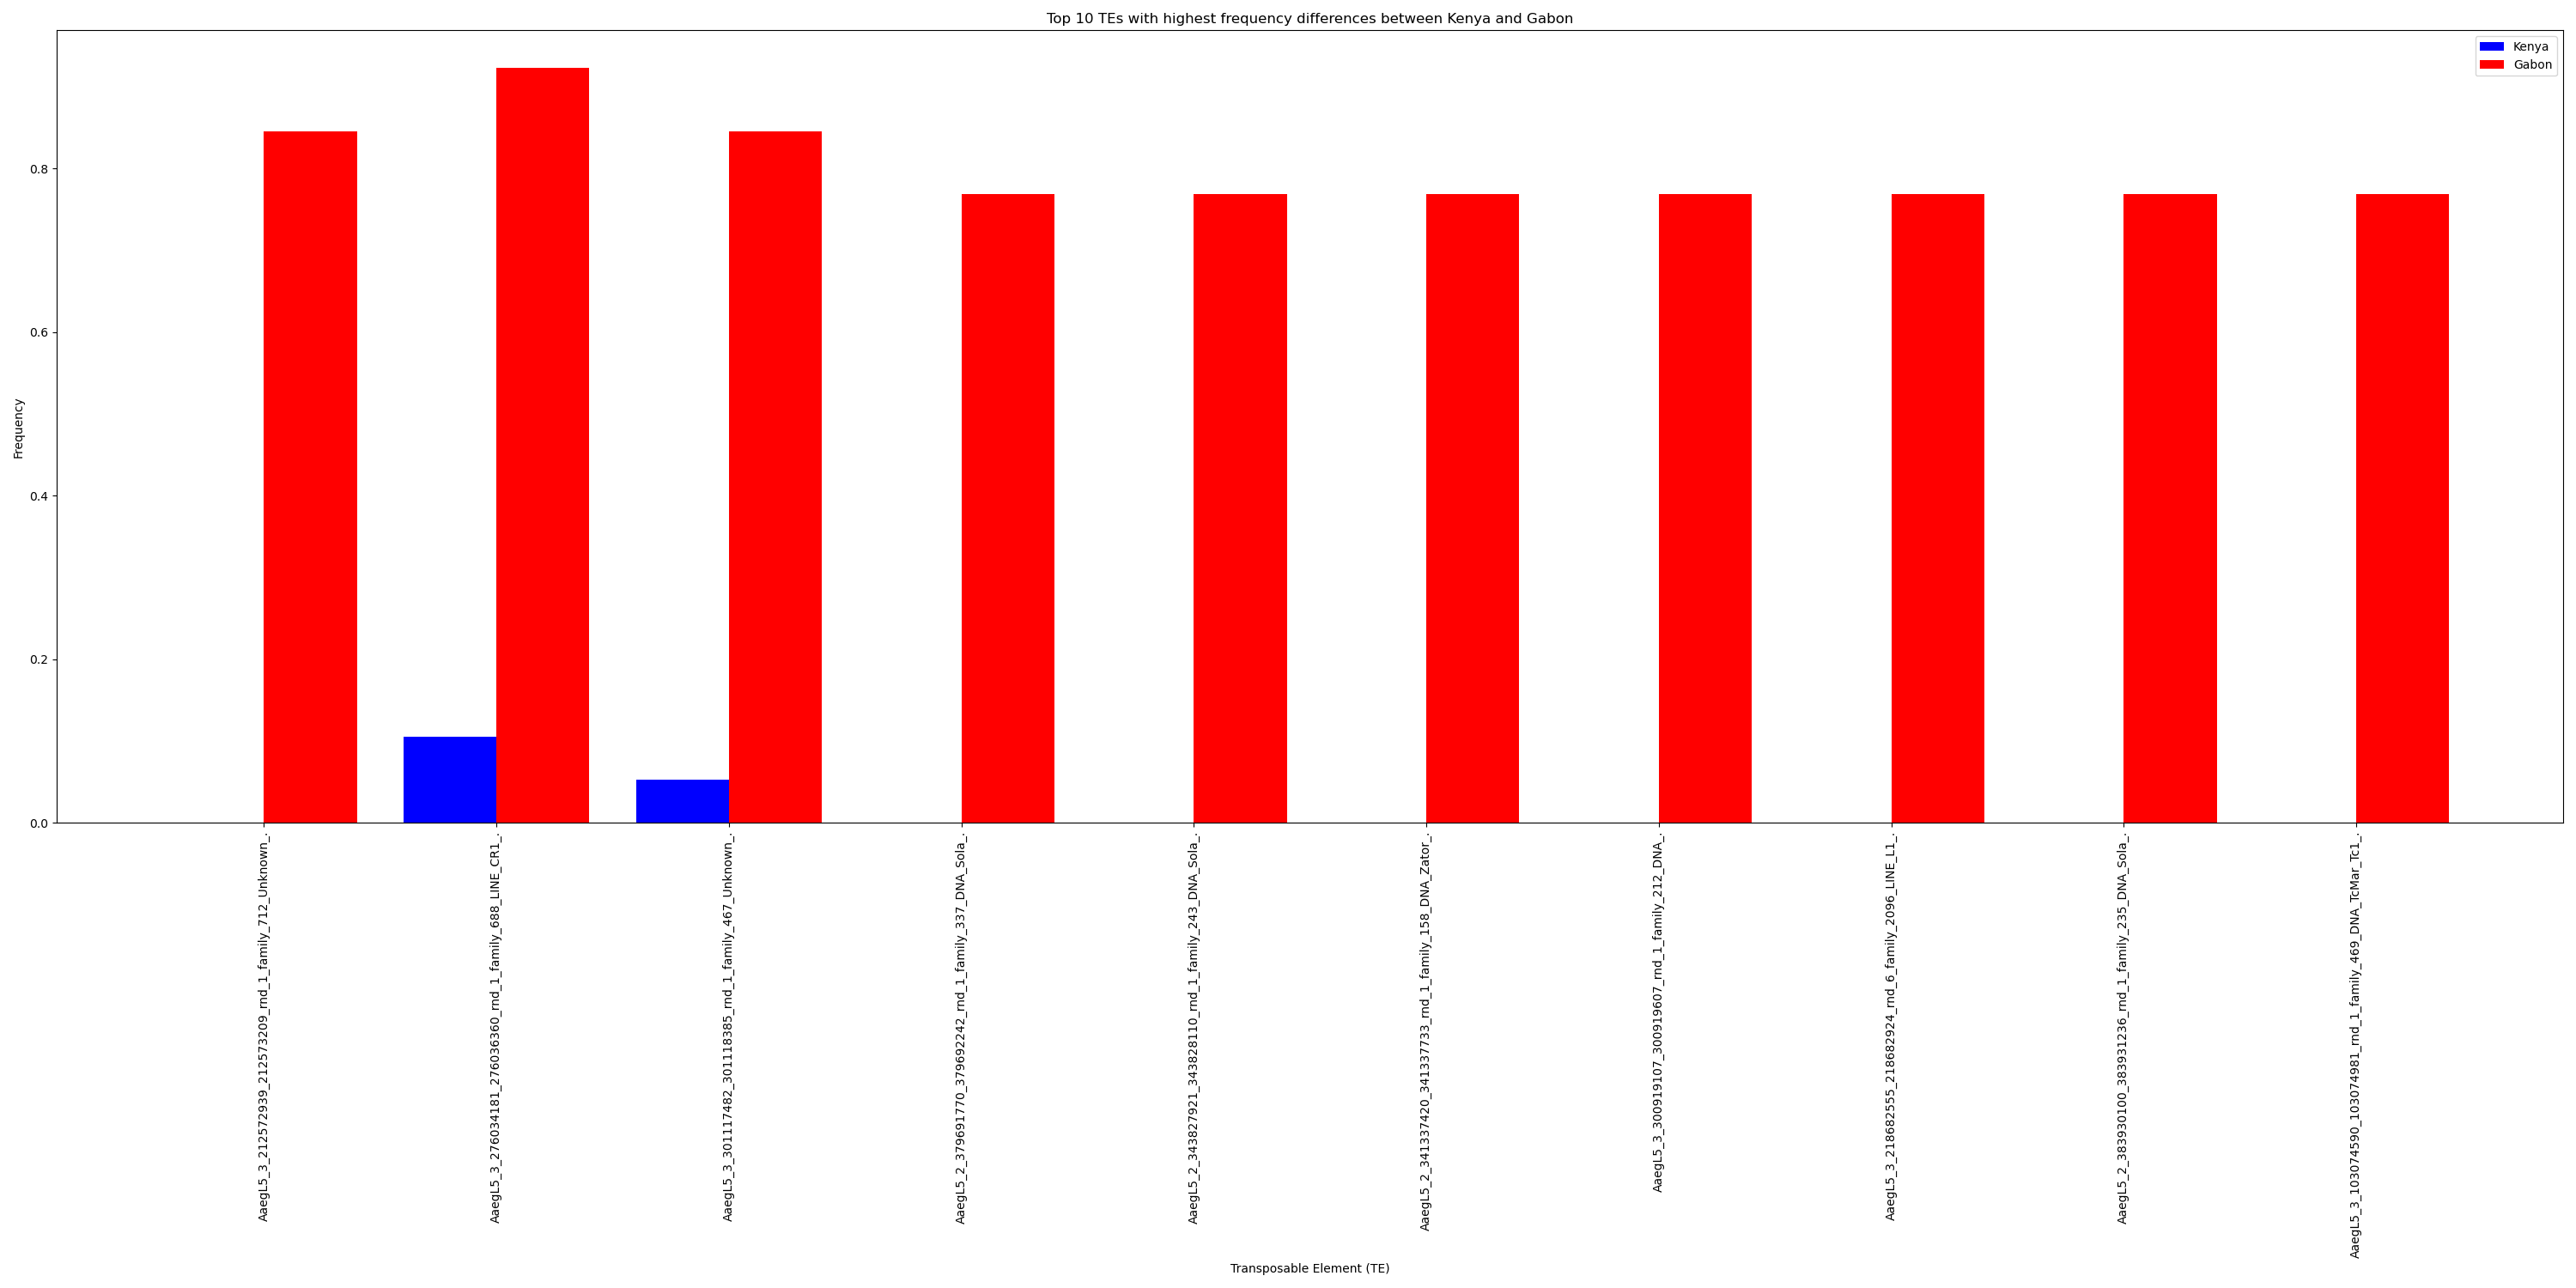 Top 10 TEs with highest frequency differences between Kenya and Gabon
Kenya
Gabon
Frequency
0.8
0.6
0.4
0.2
0.0
AaegL5_3_212572939_212573209_rnd_1_family_712_Unknown_.
AaegL5_3_276034181_276036360_rnd_1_family_688_LINE_CR1_.
AaegL5_3_301117482_301118385_rnd_1_family_467_Unknown_.
AaegL5_2_379691770_379692242_rnd_1_family_337_DNA_Sola_.
AaegL5_2_343827921_343828110_rnd_1_family_243_DNA_Sola_.
AaegL5_2_341337420_341337733_rnd_1_family_158_DNA_Zator_.
AaegL5_3_300919107_300919607_rnd_1_family_212_DNA_.
AaegL5_3_218682555_218682924_rnd_6_family_2096_LINE_L1_.
AaegL5_2_383930100_383931236_rnd_1_family_235_DNA_Sola_.
AaegL5_3_103074590_103074981_rnd_1_family_469_DNA_TcMar_Tc1_.
Transposable Element (TE)